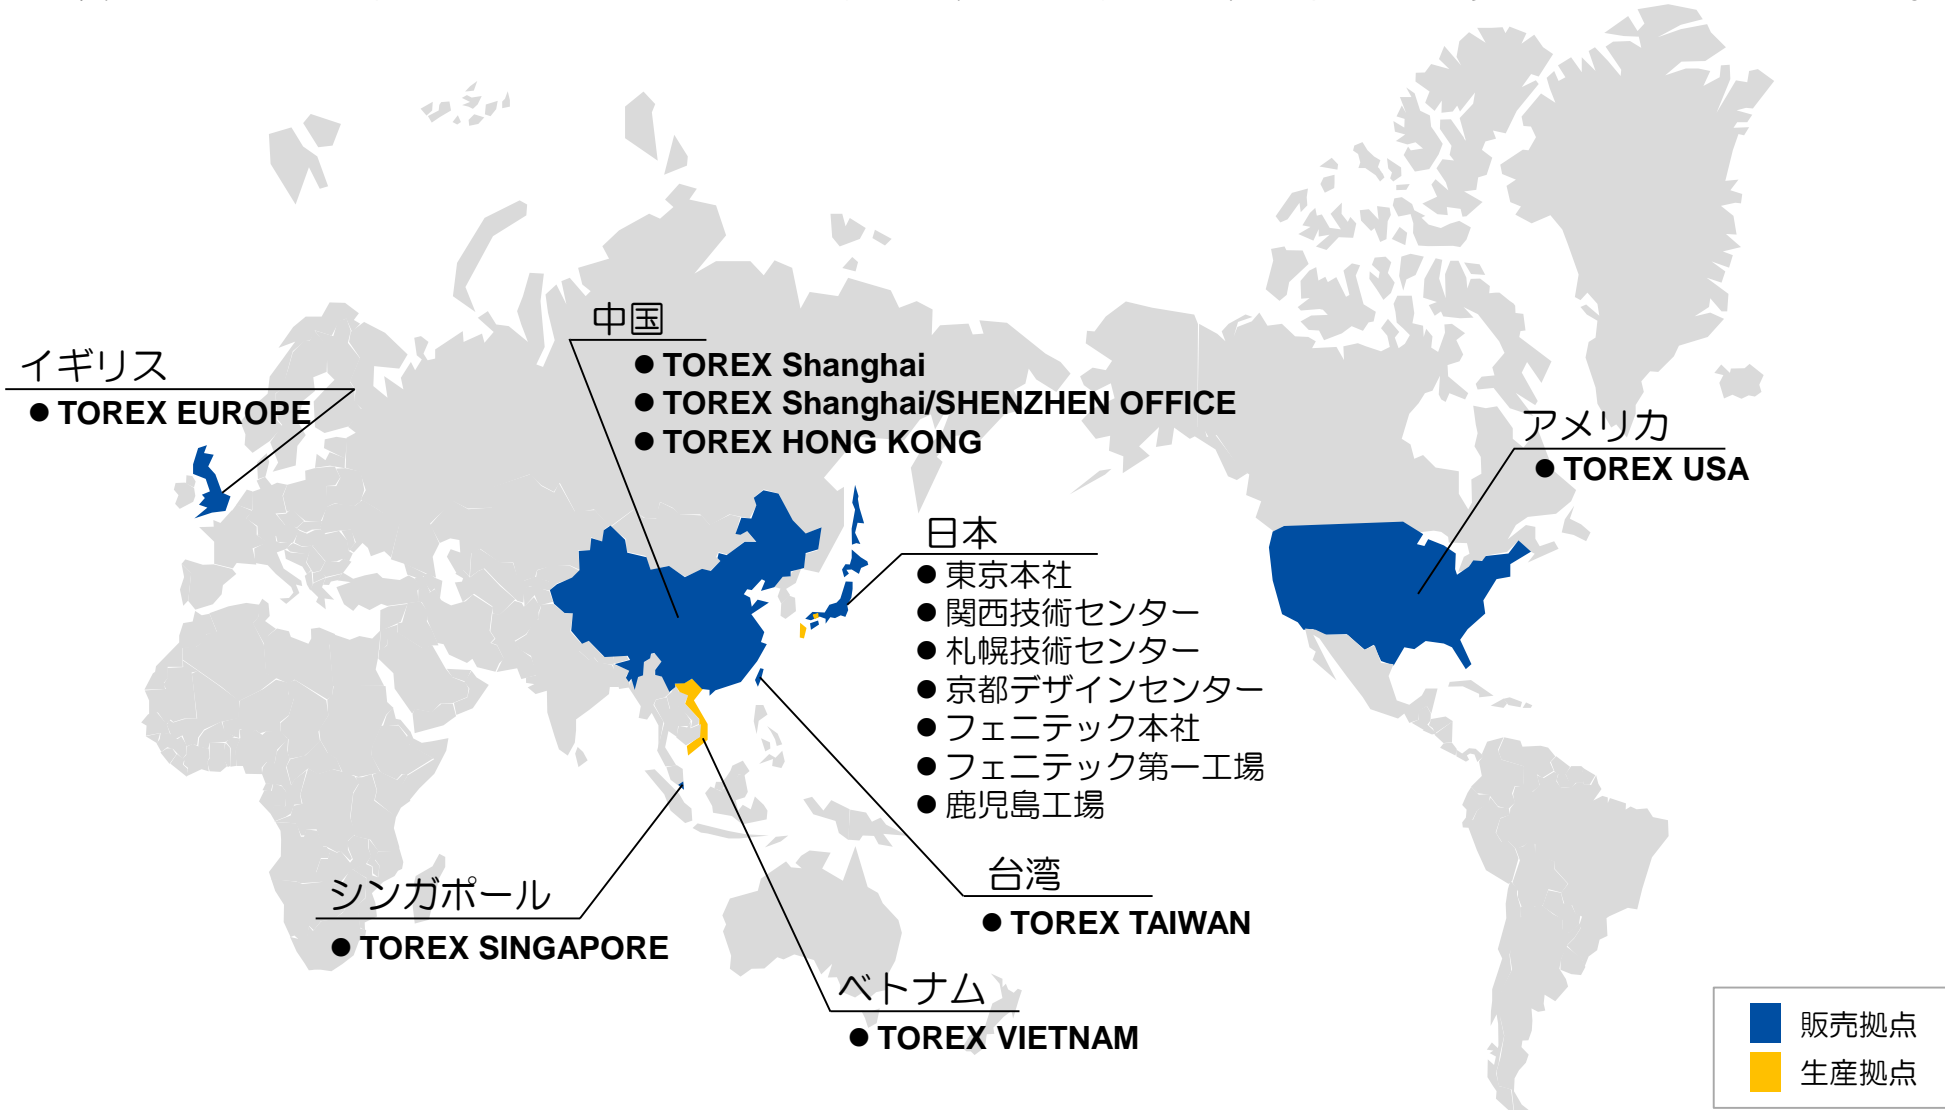 中国
● TOREX Shanghai
● TOREX Shanghai/SHENZHEN OFFICE
● TOREX HONG KONG
イギリス
● TOREX EUROPE
アメリカ
● TOREX USA
日本
● 東京本社
● 関西技術センター
● 札幌技術センター
● 京都デザインセンター
● フェニテック本社
● フェニテック第一工場
● 鹿児島工場
台湾
● TOREX TAIWAN
シンガポール
● TOREX SINGAPORE
ベトナム
● TOREX VIETNAM
販売拠点
生産拠点